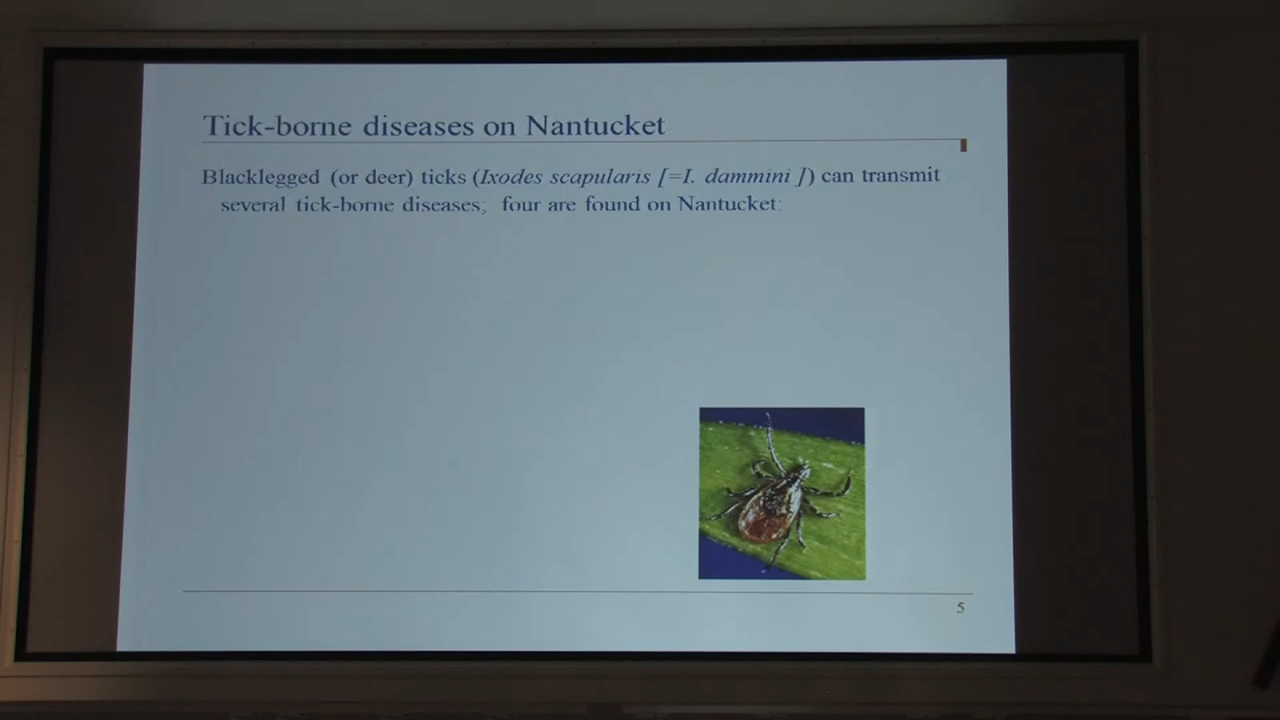 Tick-borne diseases on Nantucket
Blacklegged (or deer) ticks (Ixodes scapularis [=I. dammini ]) can transmit
several tick-borne diseases; four are found on Nantucket:
5